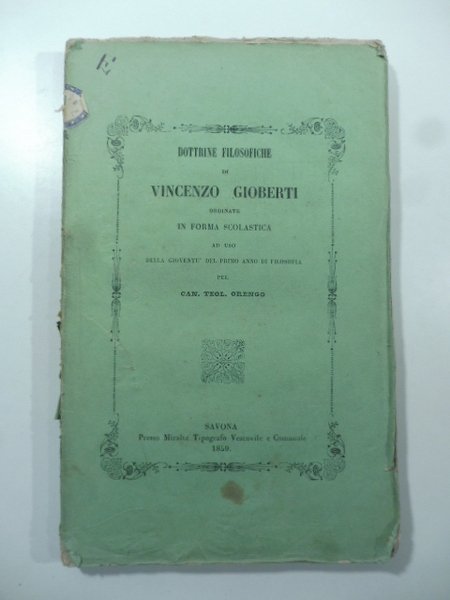 E
DOTTRINE FILOSOFICHE
DI
VINCENZO GIOBERTI
ORDINATE
IN FORMA SCOLASTICA
AD USO
DELLA GIOVENTU' DEL PRIMO ANNO DI FILOSOFIA
PEL
CAN. TEOL. ORENGO
SAVONA
Presso Miralta Tipografo Vescovile e Comunale
1859.